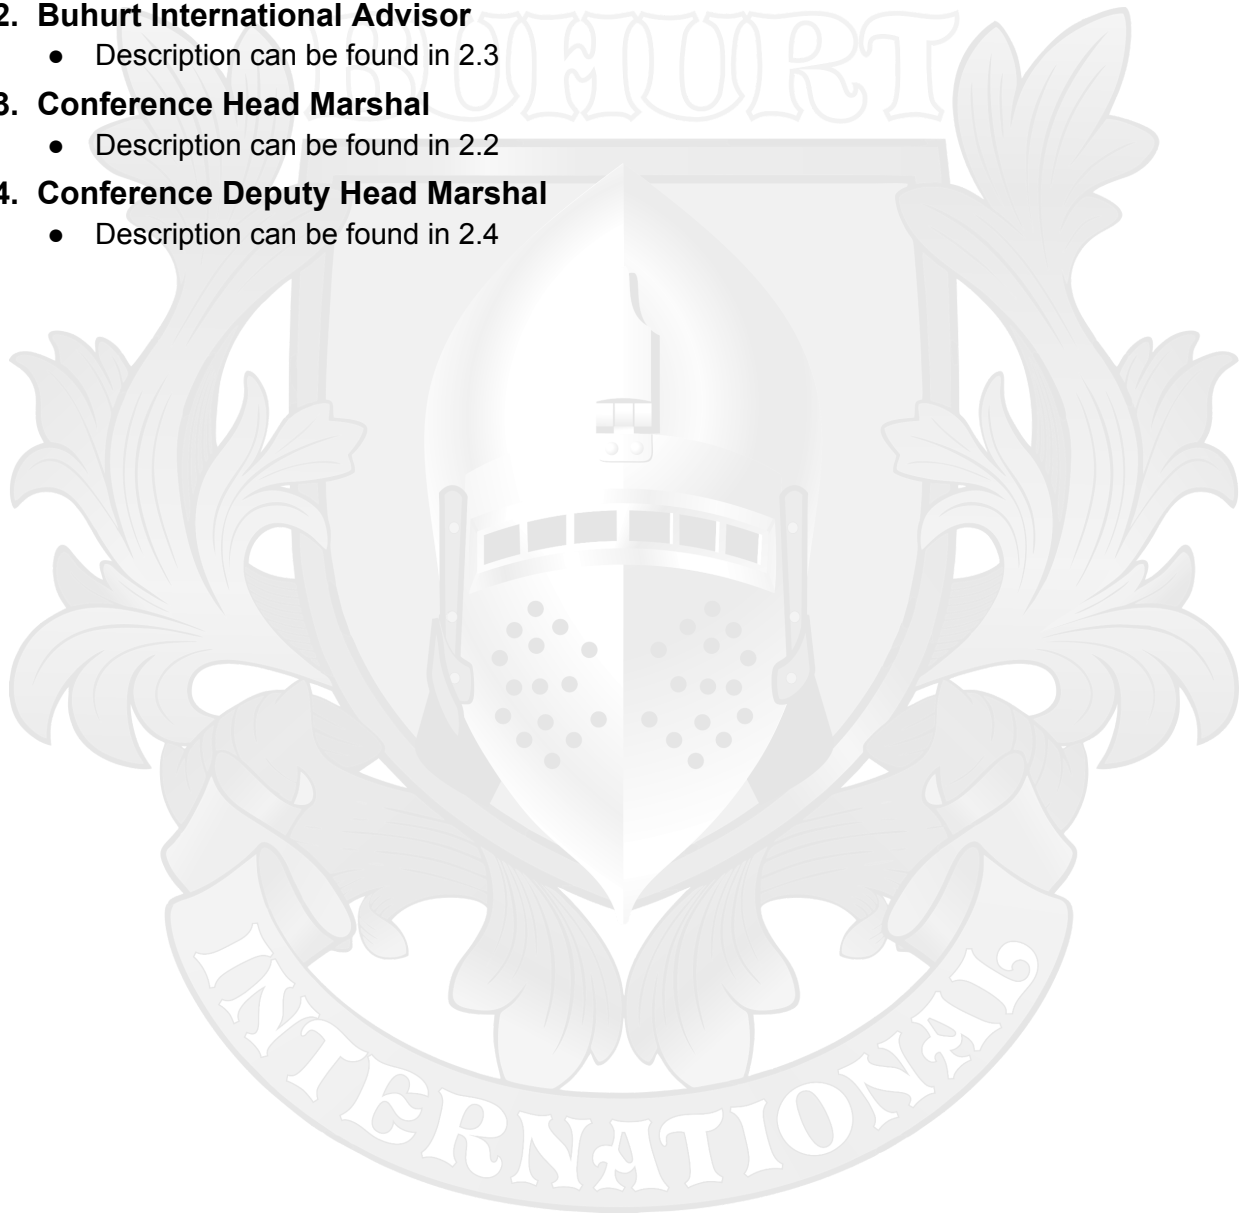 BUHURT
2. Buhurt International Advisor
● Description can be found in 2.3
3. Conference Head Marshal
● Description can be found in 2.2
4. Conference Deputy Head Marshal
● Description can be found in 2.4
INTERNATIONAL